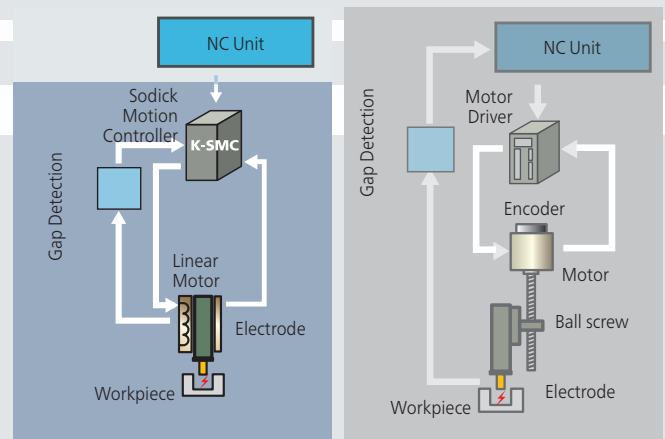 NC Unit
Sodick
Motion
Controller
K-SMC
Gap Detection
Linear
Motor
Electrode
Workpiece
NC Unit
Motor
Driver
Gap Detection
Encoder
Motor
Ball screw
Electrode
Workpiece